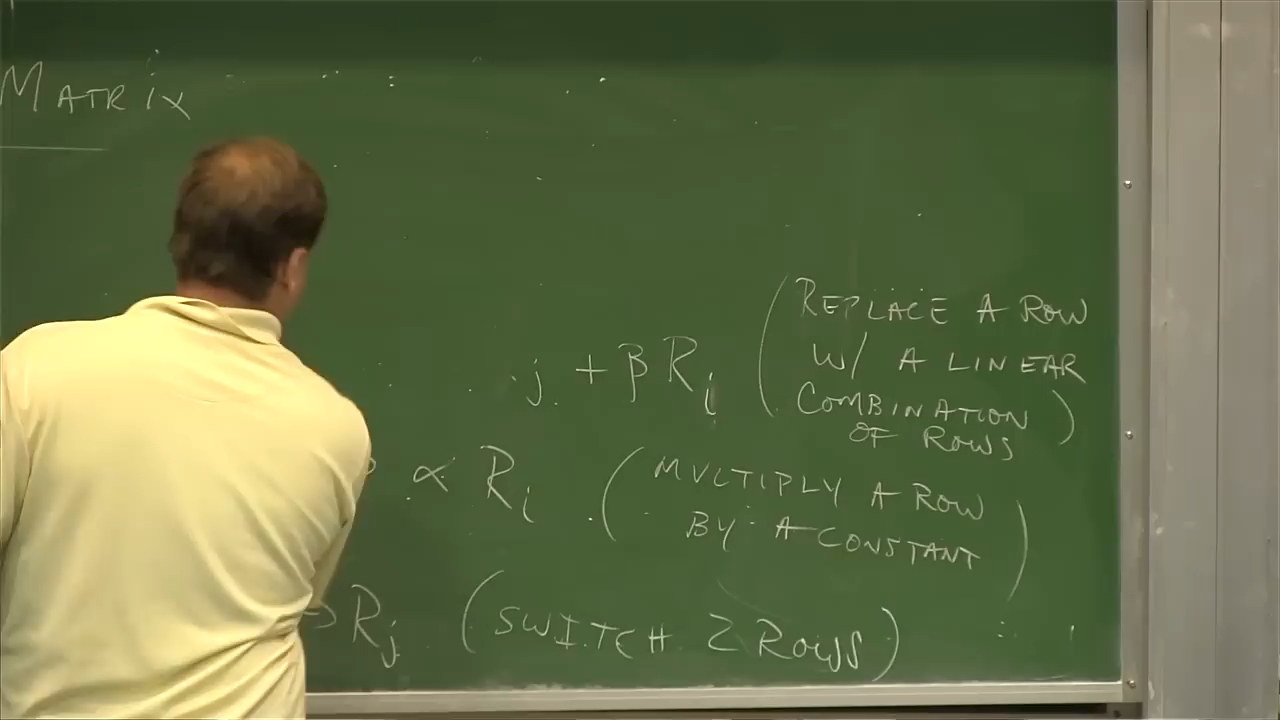 MATRix
j + β Ri (REPLACE A ROW
W/ A LINEAR
COMBINATION
OF ROWS)
α Ri (MULTIPLY A ROW
BY A CONSTANT)
Rj (SWITCH 2 ROWS)